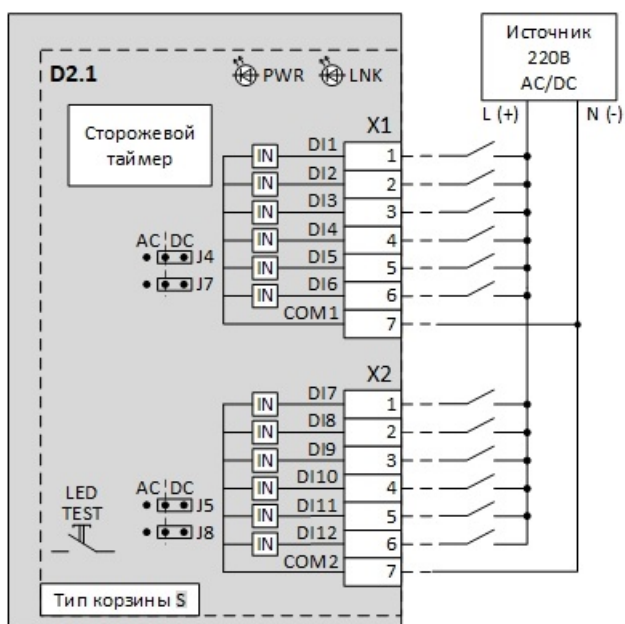 D2.1
PWR
LNK
Сторожевой
таймер
X1
DI1
IN
1
DI2
IN
2
DI3
IN
3
DI4
IN
4
DI5
IN
5
DI6
IN
6
COM1
7
AC DC
J4
J7
Источник
220В
AC/DC
L (+)
N (-)
X2
DI7
IN
1
DI8
IN
2
DI9
IN
3
DI10
IN
4
DI11
IN
5
DI12
IN
6
COM2
7
AC DC
J5
J8
LED
TEST
Тип корзины S